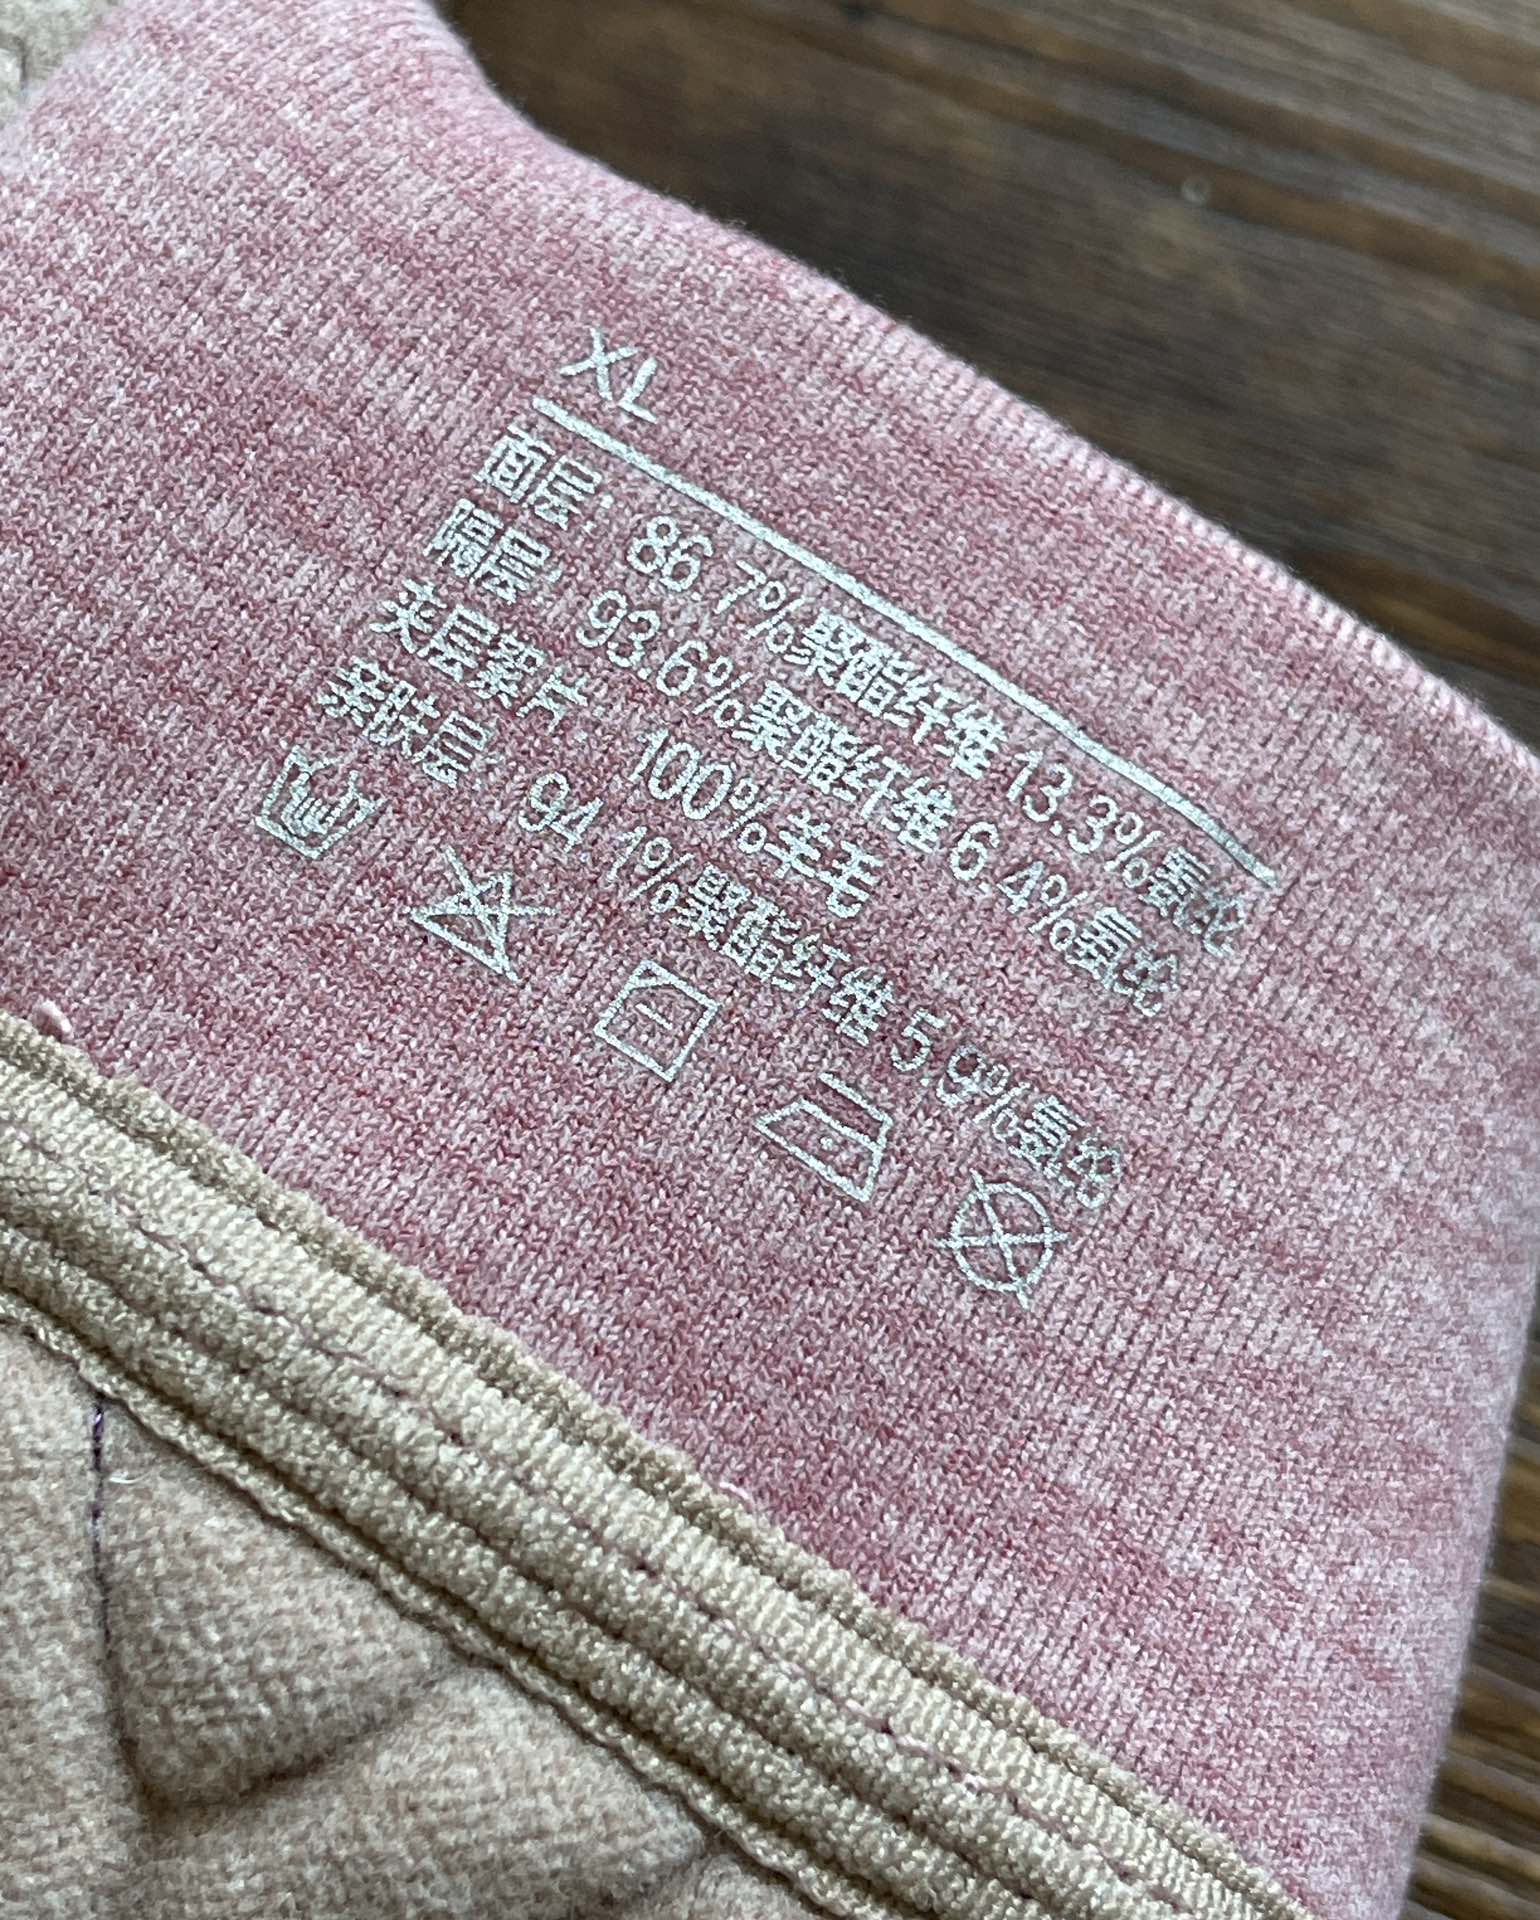 XL
面层: 86.7%聚酯纤维 13.3%氨纶
隔层: 93.6%聚酯纤维 6.4%氨纶
夹层絮片 100%羊毛
亲肤层: 94.1%聚酯纤维 5.9%氨纶